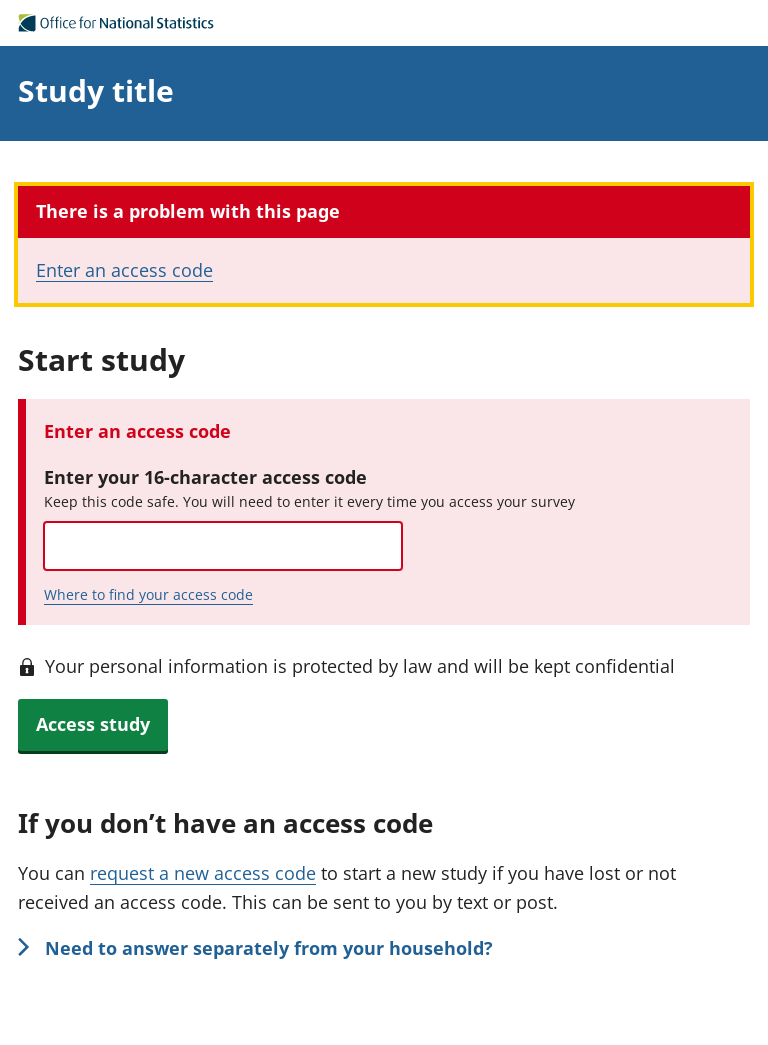 Office for National Statistics
Study title
There is a problem with this page
Enter an access code
Start study
Enter an access code
Enter your 16-character access code
Keep this code safe. You will need to enter it every time you access your survey
Where to find your access code
Your personal information is protected by law and will be kept confidential
Access study
If you don’t have an access code
You can request a new access code to start a new study if you have lost or not
received an access code. This can be sent to you by text or post.
Need to answer separately from your household?